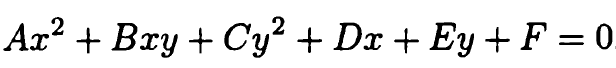 Ax² + Bxy + Cy² + Dx + Ey + F = 0